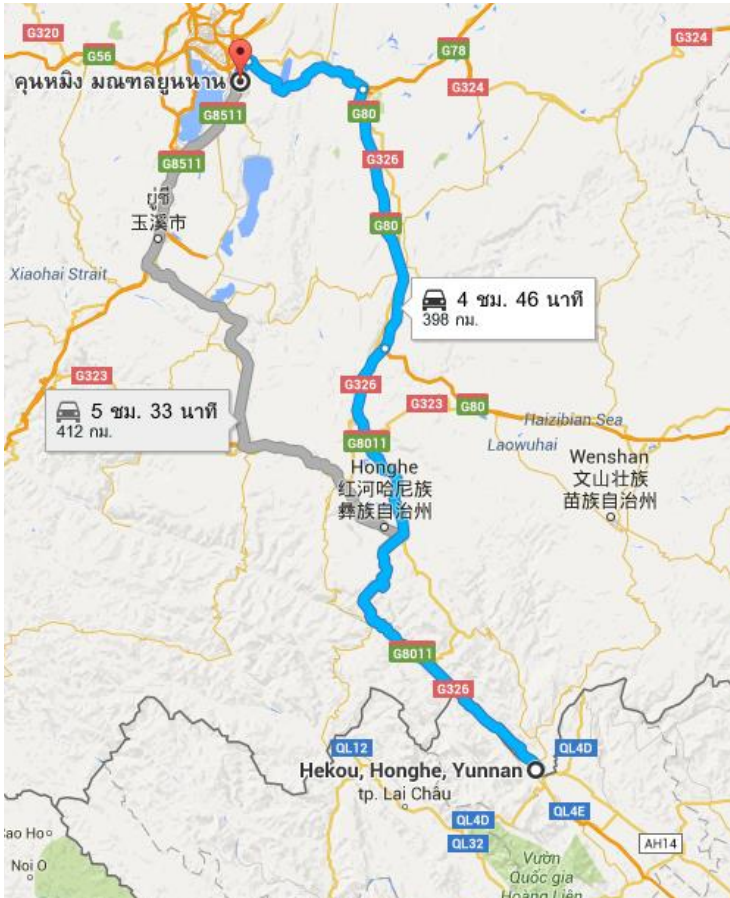 G320
G56
G324
G78
คุนหมิง มณฑลยูนนาน
G324
G8511
G80
G8511
G326
ยู่ซี
玉溪市
G80
Xiaohai Strait
4 ชม. 46 นาที
398 กม.
G323
G326
5 ชม. 33 นาที
412 กม.
G323
G80
Haizibian Sea
G8011
Laowuhai
Honghe
红河哈尼族
彝族自治州
Wenshan
文山壮族
苗族自治州
G8011
G326
QL12
QL4D
Hekou, Honghe, Yunnan
tp. Lai Châu
QL4D
QL4E
QL32
AH14
Noi O
Vườn
Quốc gia
Hoàng Liên